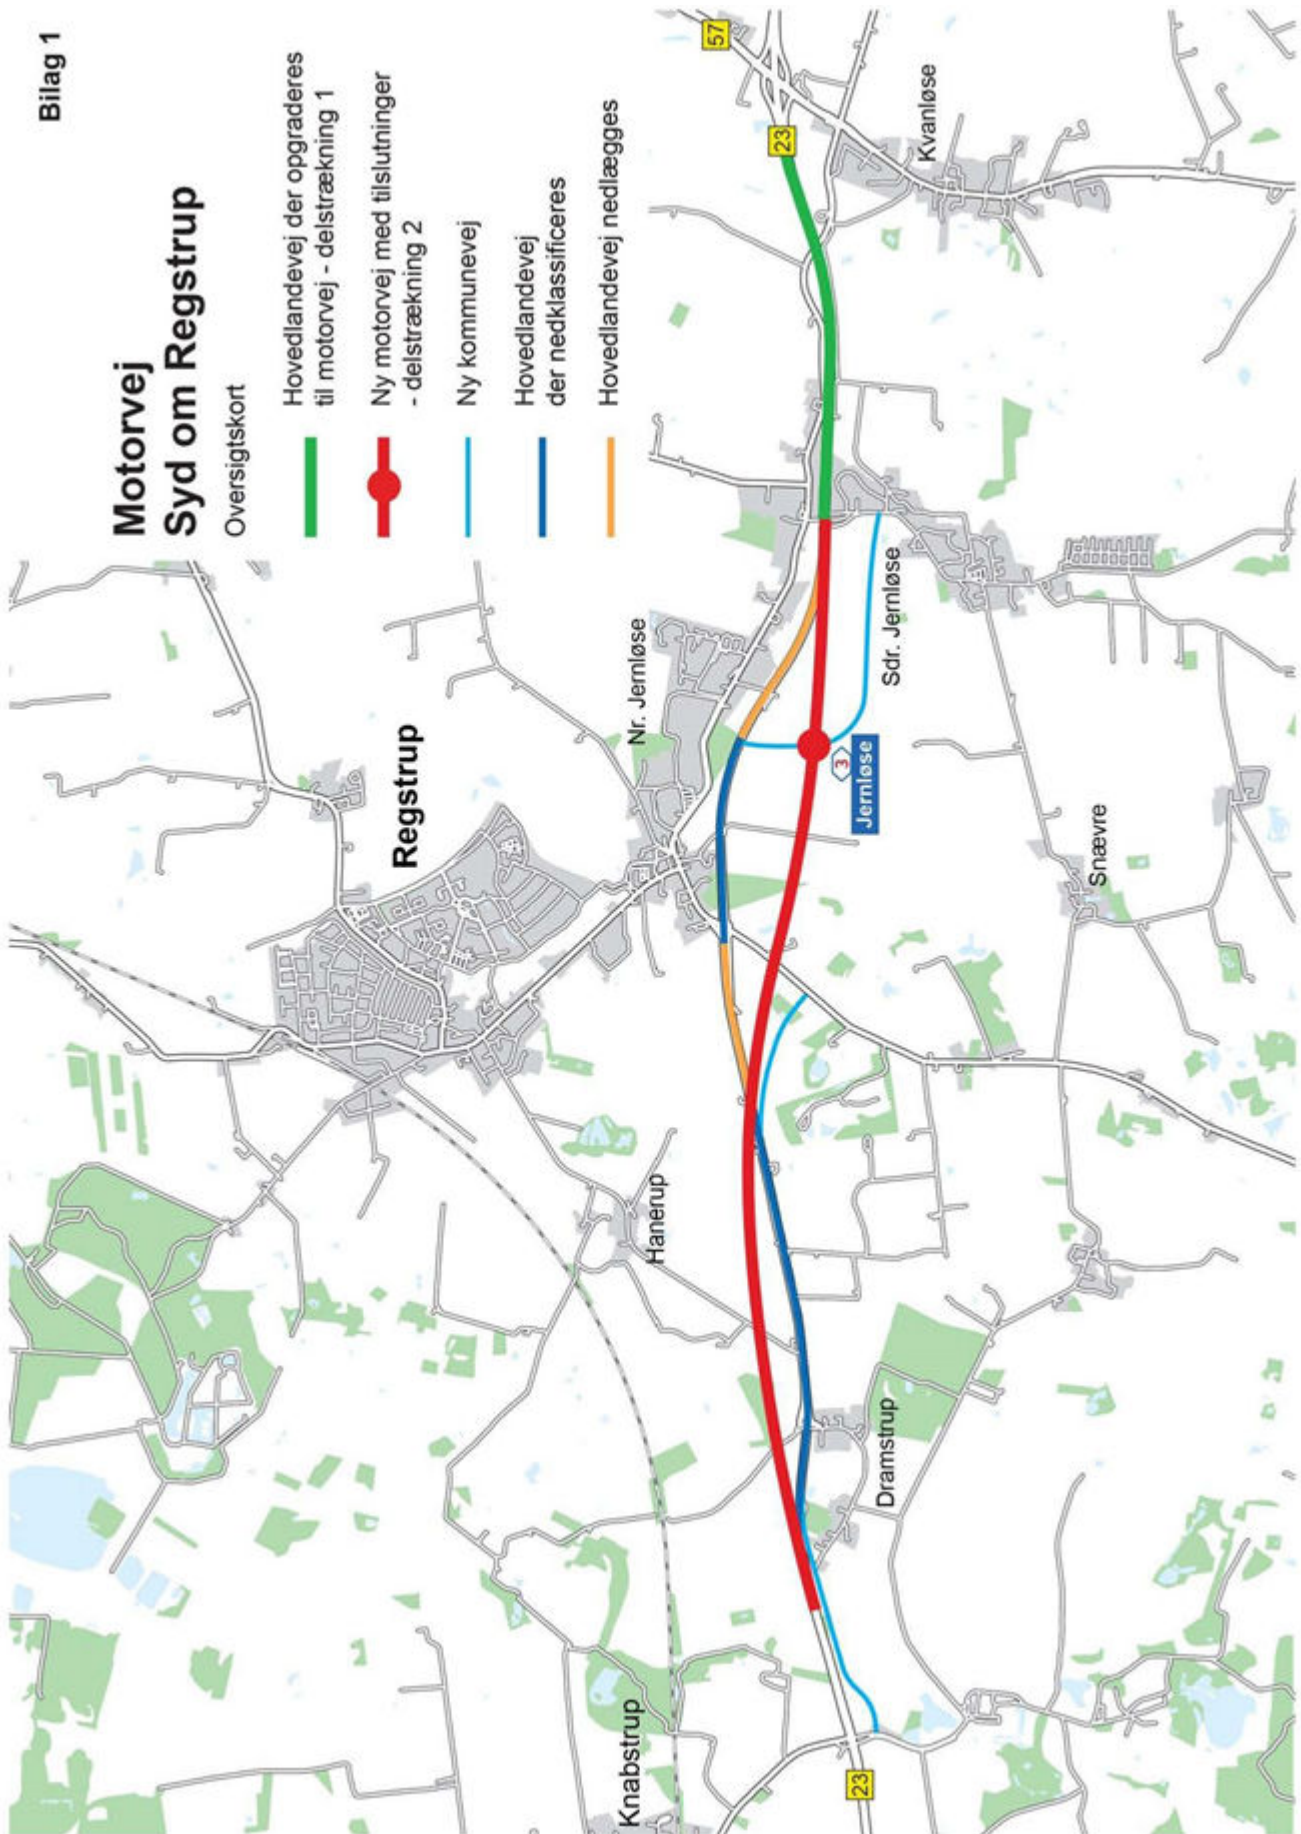 Bilag 1
Motorvej
Syd om Regstrup
Oversigtskort
Hovedlandevej der opgraderes
til motorvej - delstrækning 1
Ny motorvej med tilslutninger
- delstrækning 2
Ny kommunevej
Hovedlandevej
der nedklassificeres
Hovedlandevej nedlægges
Regstrup
Nr. Jernløse
57
23
Kvanløse
Hanerup
Knabstrup
3
Jernløse
Sdr. Jernløse
Dramstrup
23
Snævre